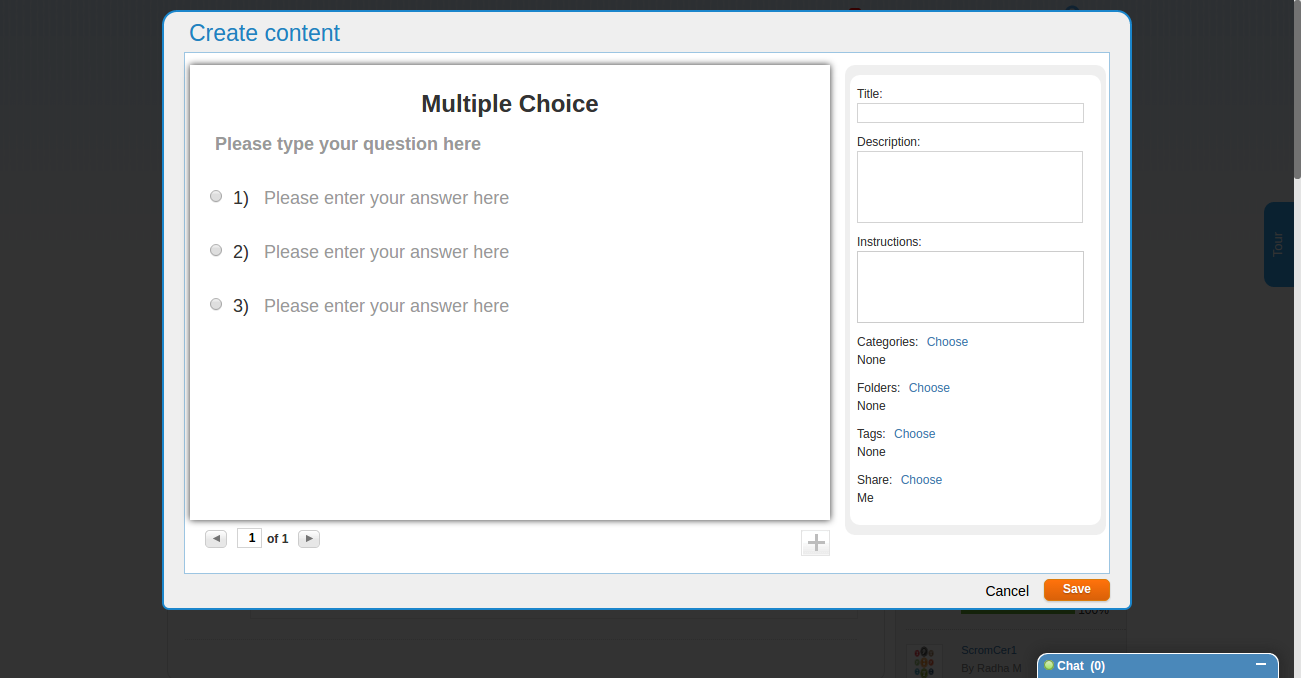 Create content
Multiple Choice
Please type your question here
1) Please enter your answer here
2) Please enter your answer here
3) Please enter your answer here
1 of 1
Title:
Description:
Instructions:
Categories: Choose
None
Folders: Choose
None
Tags: Choose
None
Share: Choose
Me
Cancel
Save
Tour
100%
ScromCer1
By Radha M
Chat (0)